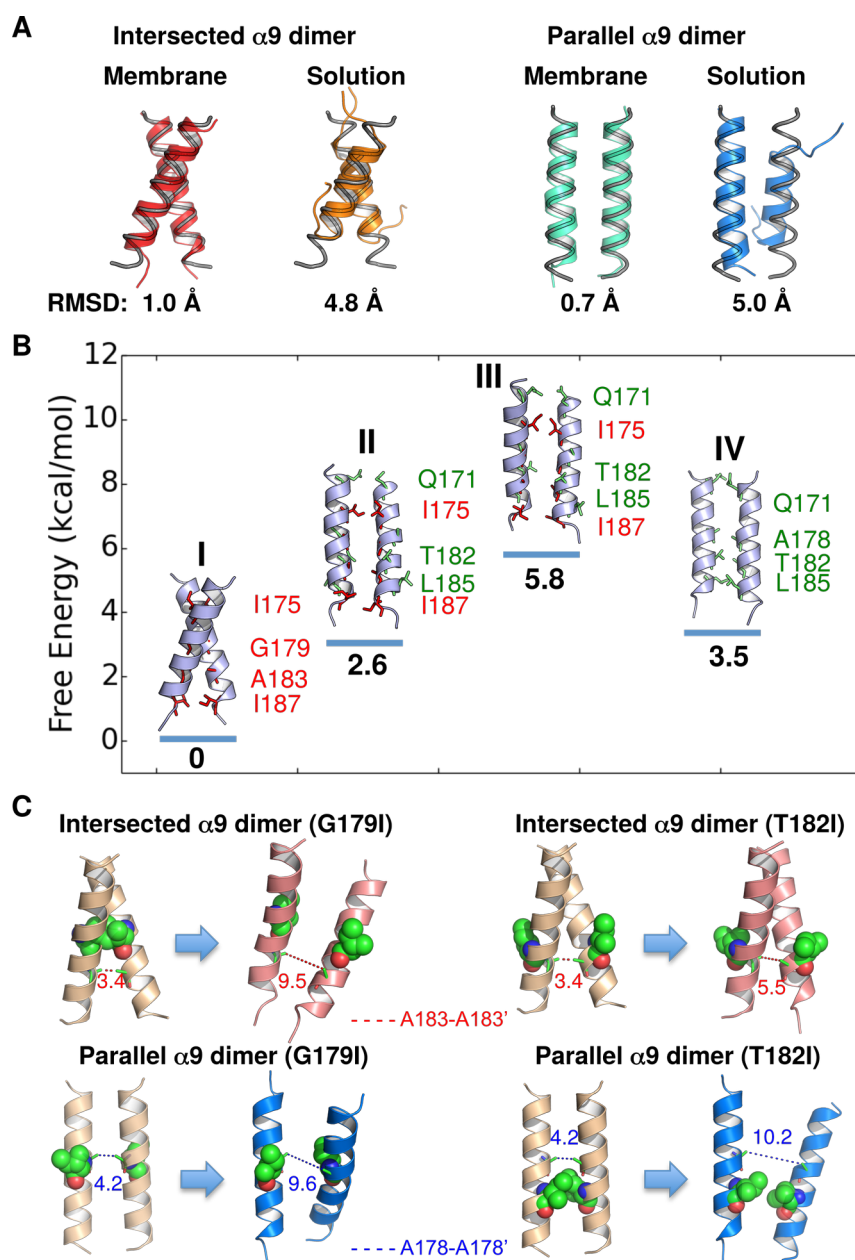 A
Intersected α9 dimer
Parallel α9 dimer
Membrane Solution
Membrane Solution
RMSD: 1.0 Å 4.8 Å 0.7 Å 5.0 Å
B
Free Energy (kcal/mol)
12
10
8
6
4
2
0
I
I175
G179
A183
I187
0
II
Q171
I175
T182
L185
I187
2.6
III
Q171
I175
T182
L185
I187
5.8
IV
Q171
A178
T182
L185
3.5
C
Intersected α9 dimer (G179I)
Intersected α9 dimer (T182I)
3.4
9.5
3.4
5.5
A183-A183'
Parallel α9 dimer (G179I)
Parallel α9 dimer (T182I)
4.2
9.6
4.2
10.2
A178-A178'